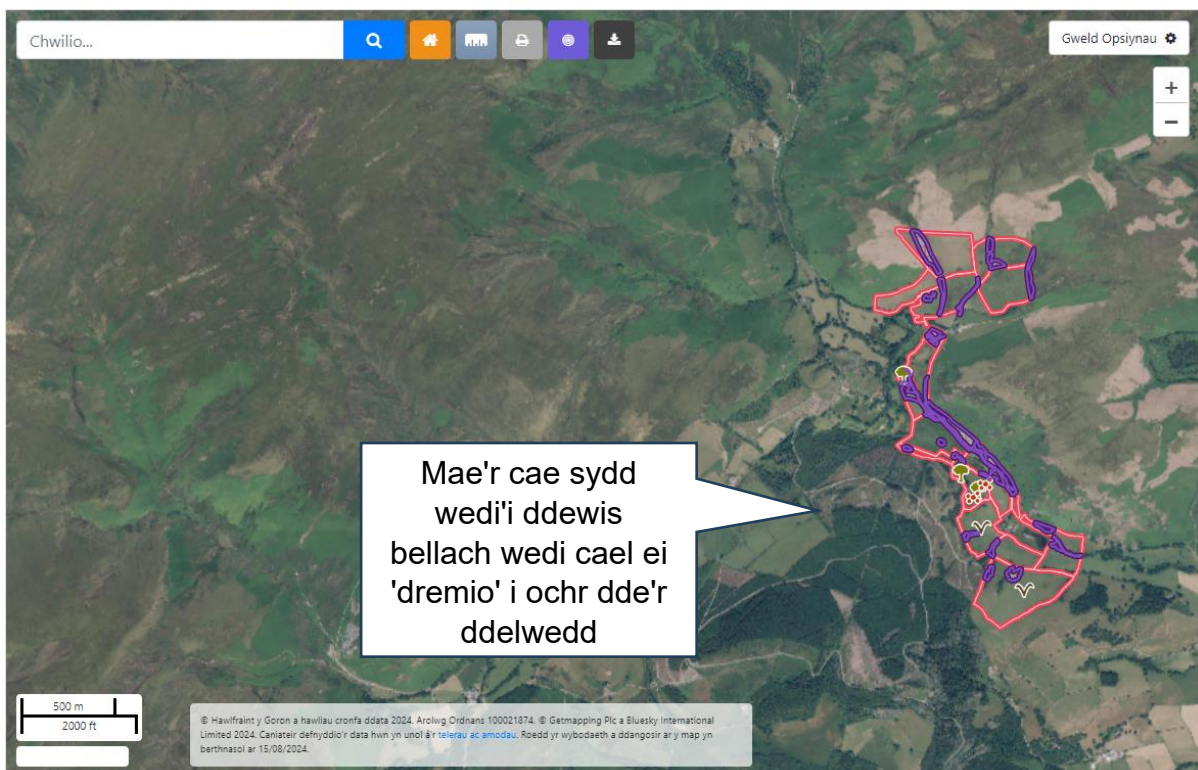 Chwilio...
Gweld Opsiynau
+
−
Mae'r cae sydd
wedi'i ddewis
bellach wedi cael ei
'dremio' i ochr dde'r
ddelwedd
500 m
2000 ft
© Hawlfraint y Goron a hawliau cronfa ddata 2024. Arolwg Ordnans 100021874. © Getmapping Plc a Bluesky International
Limited 2024. Caniateir defnyddio'r data hwn yn unol â'r telerau ac amodau. Roedd yr wybodaeth a ddangosir ar y map yn
berthnasol ar 15/08/2024.